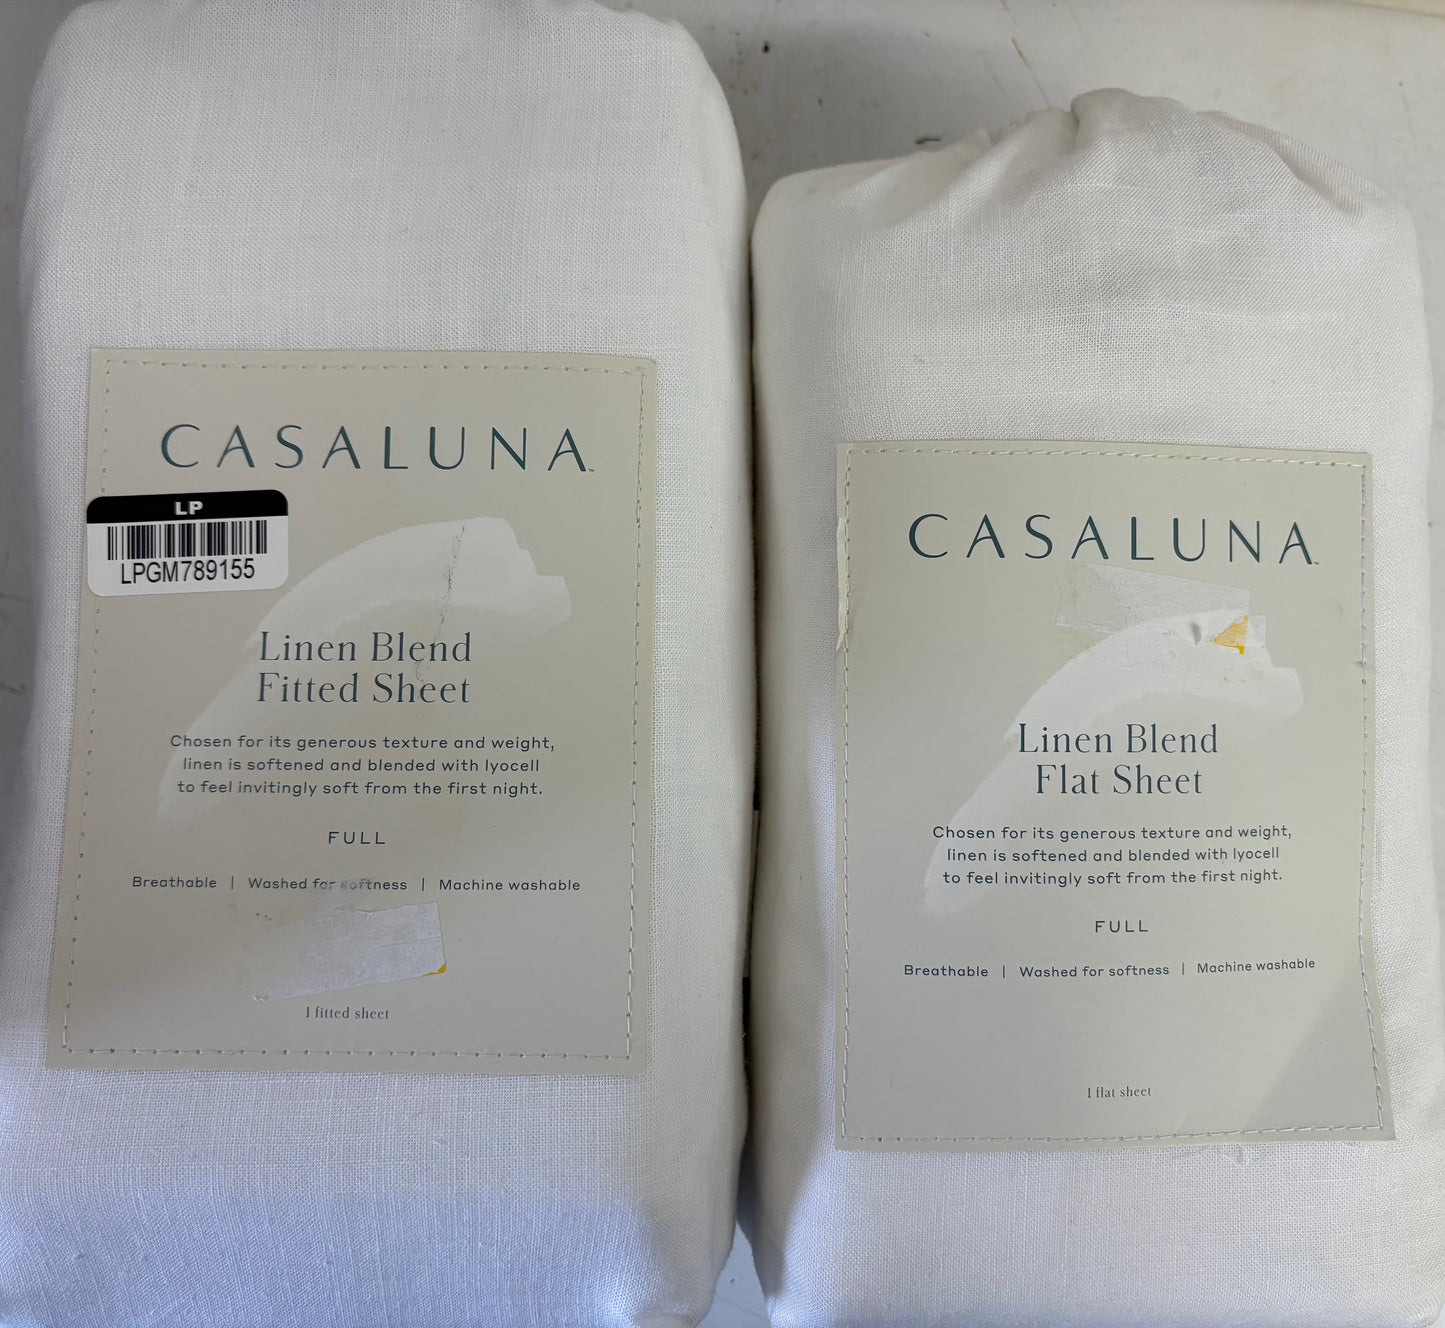 CASALUNA™
LP
LPGM789155
Linen Blend
Fitted Sheet
Chosen for its generous texture and weight,
linen is softened and blended with lyocell
to feel invitingly soft from the first night.
FULL
Breathable | Washed for softness | Machine washable
1 fitted sheet
CASALUNA™
Linen Blend
Flat Sheet
Chosen for its generous texture and weight,
linen is softened and blended with lyocell
to feel invitingly soft from the first night.
FULL
Breathable | Washed for softness | Machine washable
1 flat sheet